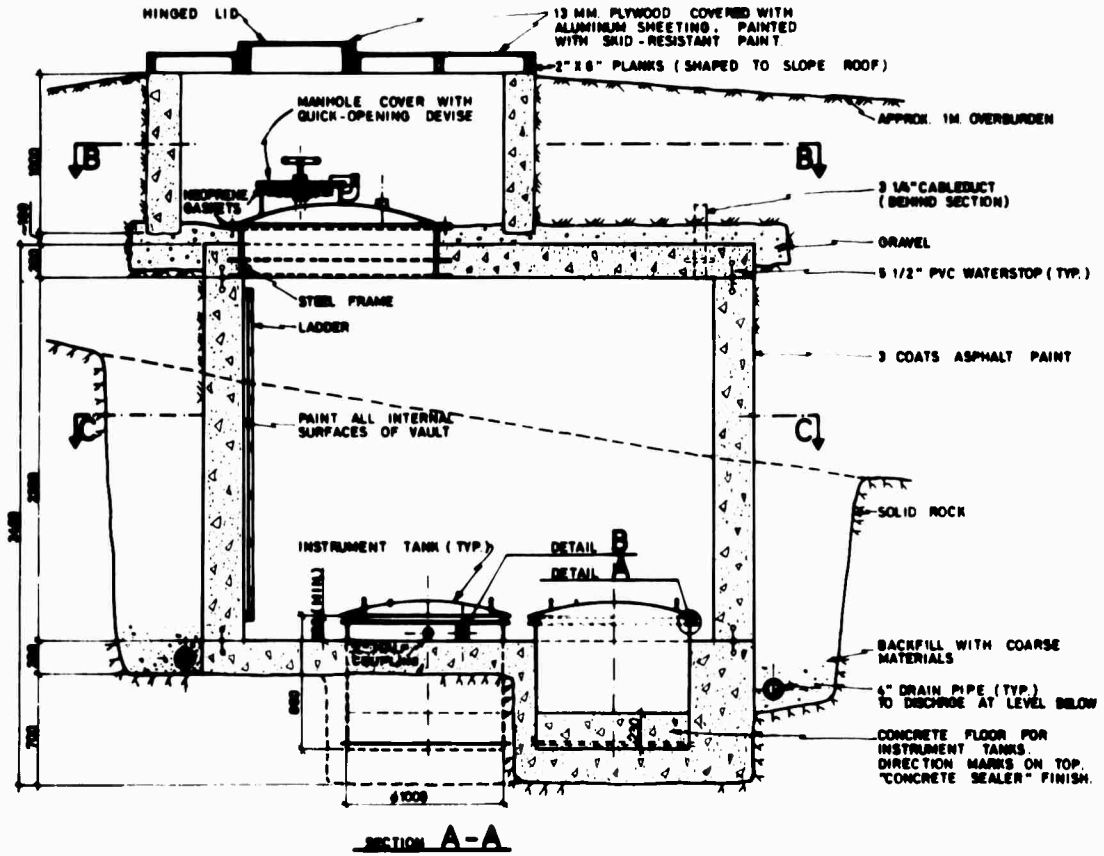 HINGED LID
13 MM. PLYWOOD COVERED WITH
ALUMINUM SHEETING, PAINTED
WITH SKID-RESISTANT PAINT.
2" X 6" PLANKS (SHAPED TO SLOPE ROOF)
MANHOLE COVER WITH
QUICK-OPENING DEVISE
APPROX. 1M. OVERBURDEN
B
B
NEOPRENE
GASKETS
3 1/4" CABLEDUCT
(BEHIND SECTION)
GRAVEL
5 1/2" PVC WATERSTOP (TYP.)
STEEL FRAME
LADDER
3 COATS ASPHALT PAINT
C
PAINT ALL INTERNAL
SURFACES OF VAULT
C
SOLID ROCK
INSTRUMENT TANK (TYP.)
DETAIL B
DETAIL A
(MIN.)
COUPLING
BACKFILL WITH COARSE
MATERIALS
4" DRAIN PIPE (TYP.)
TO DISCHRGE AT LEVEL BELOW
700
230
CONCRETE FLOOR FOR
INSTRUMENT TANKS.
DIRECTION MARKS ON TOP.
"CONCRETE SEALER" FINISH.
ϕ1000
SECTION A-A